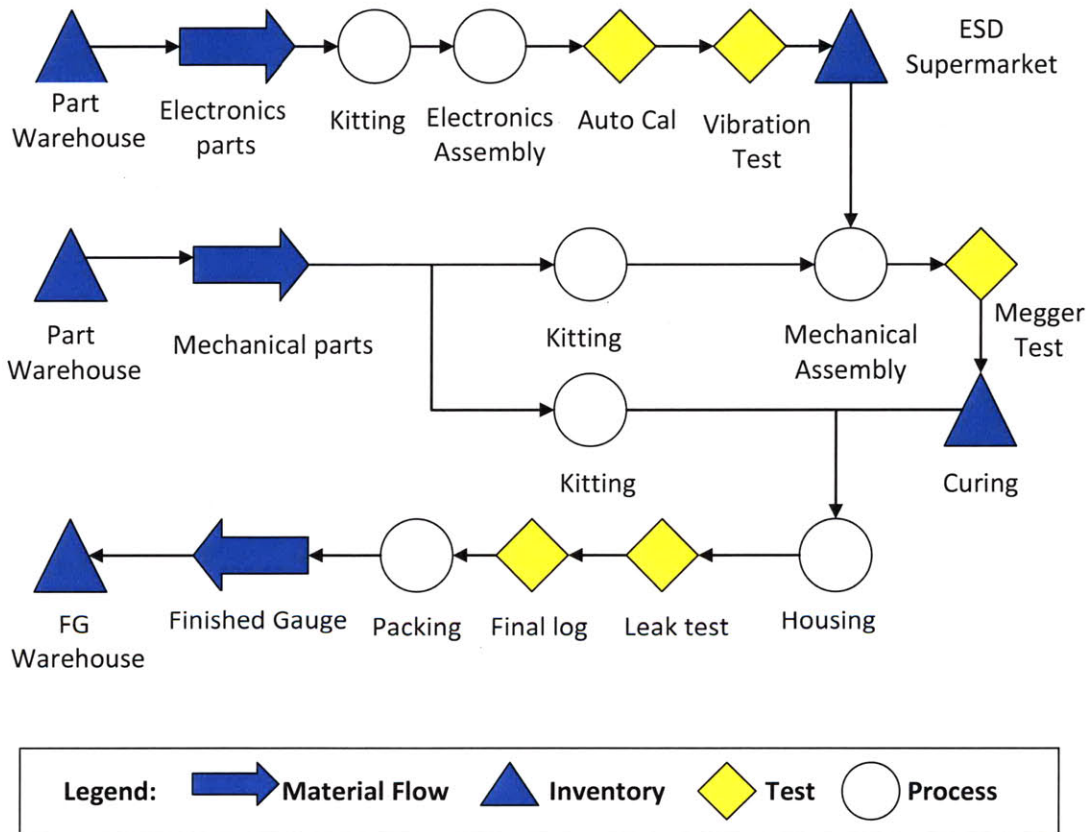 ESD
Supermarket
Part
Warehouse
Electronics
parts
Kitting
Electronics
Assembly
Auto Cal
Vibration
Test
Part
Warehouse
Mechanical parts
Kitting
Mechanical
Assembly
Megger
Test
Kitting
Curing
FG
Warehouse
Finished Gauge
Packing
Final log
Leak test
Housing
Legend:
Material Flow
Inventory
Test
Process